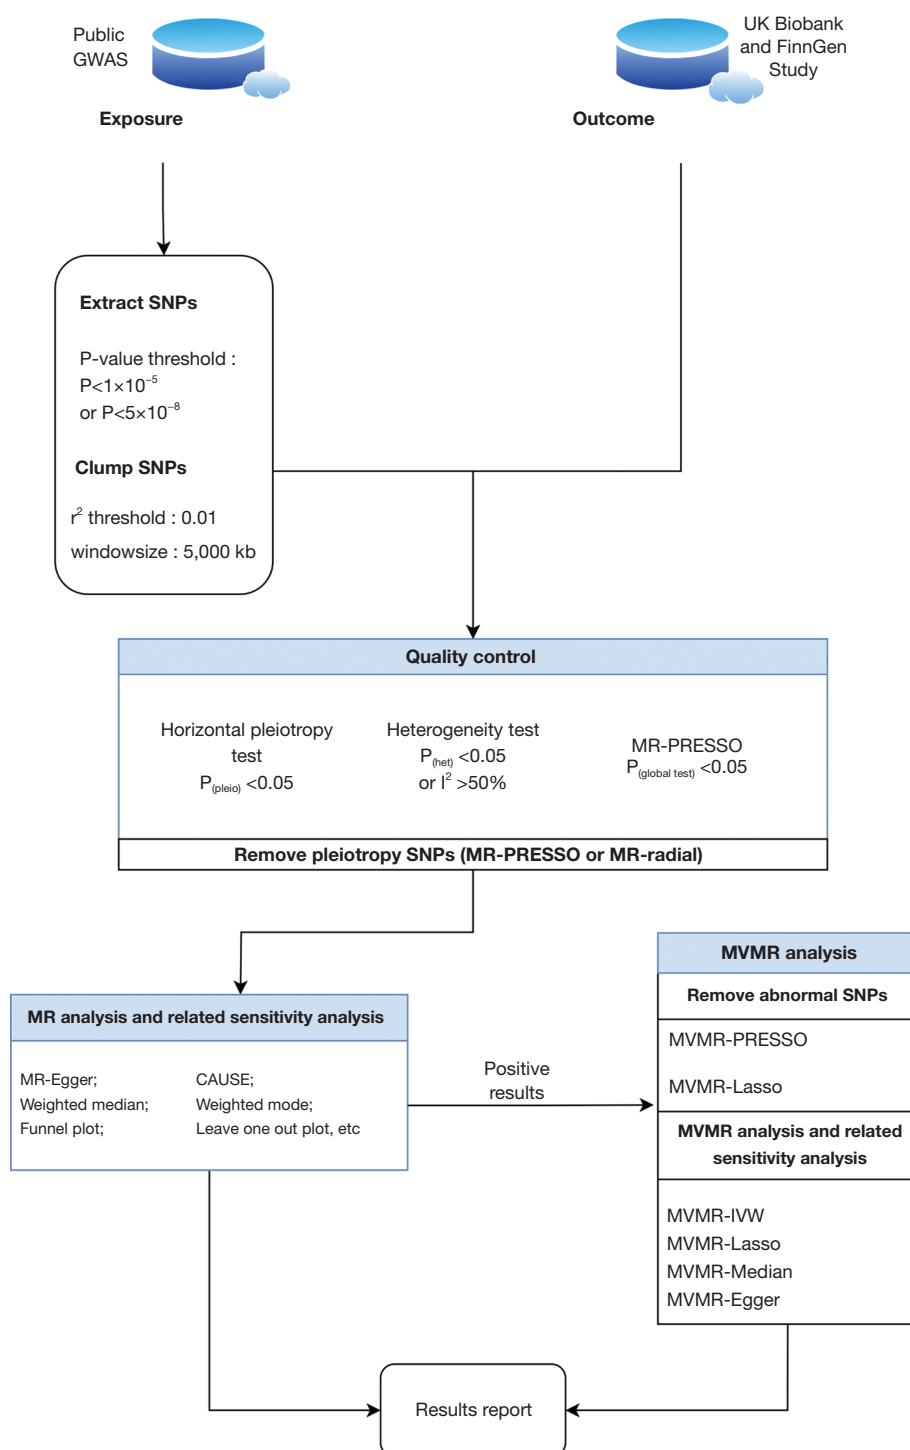 Public
GWAS
Exposure
UK Biobank
and FinnGen
Study
Outcome
Extract SNPs
P-value threshold :
P<1×10⁻⁵
or P<5×10⁻⁸
Clump SNPs
r² threshold : 0.01
windowsize : 5,000 kb
Quality control
Horizontal pleiotropy
test
P(pleio) <0.05
Heterogeneity test
P(het) <0.05
or I² >50%
MR-PRESSO
P(global test) <0.05
Remove pleiotropy SNPs (MR-PRESSO or MR-radial)
MR analysis and related sensitivity analysis
MR-Egger;
Weighted median;
Funnel plot;
CAUSE;
Weighted mode;
Leave one out plot, etc
Positive
results
MVMR analysis
Remove abnormal SNPs
MVMR-PRESSO
MVMR-Lasso
MVMR analysis and related
sensitivity analysis
MVMR-IVW
MVMR-Lasso
MVMR-Median
MVMR-Egger
Results report